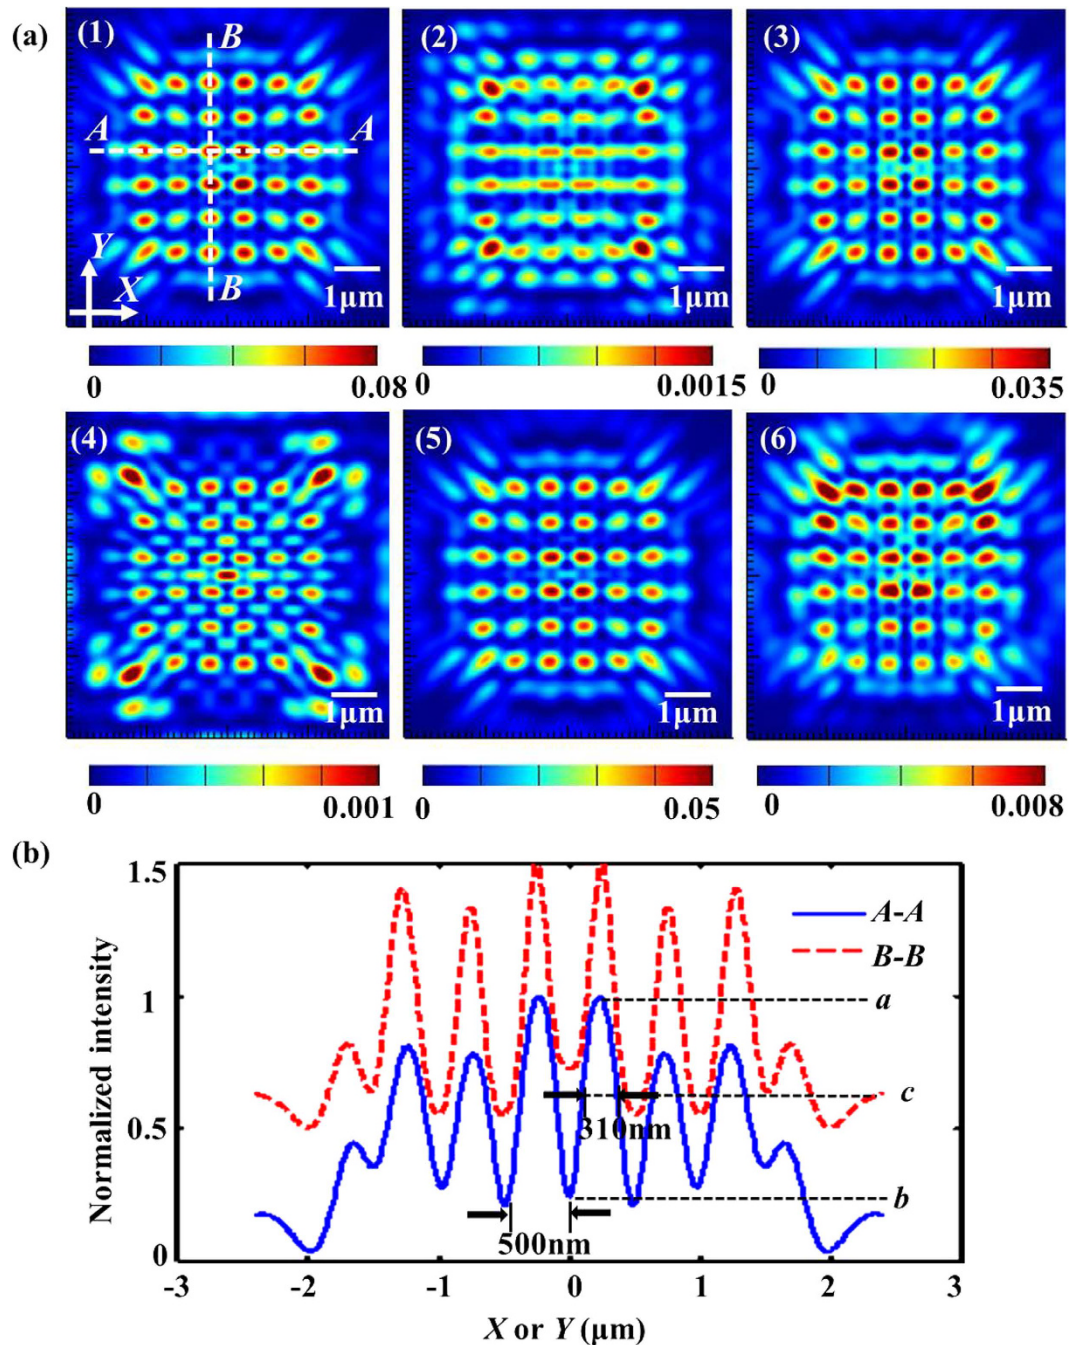 (a)
(1) B (2) (3)
A A
Y
X B
1μm 1μm 1μm
0 0.08 0 0.0015 0 0.035
(4) (5) (6)
1μm 1μm 1μm
0 0.001 0 0.05 0 0.008
(b)
1.5
A-A
B-B
Normalized intensity
1 a
c
310nm
0.5
b
500nm
0
-3 -2 -1 0 1 2 3
X or Y (μm)